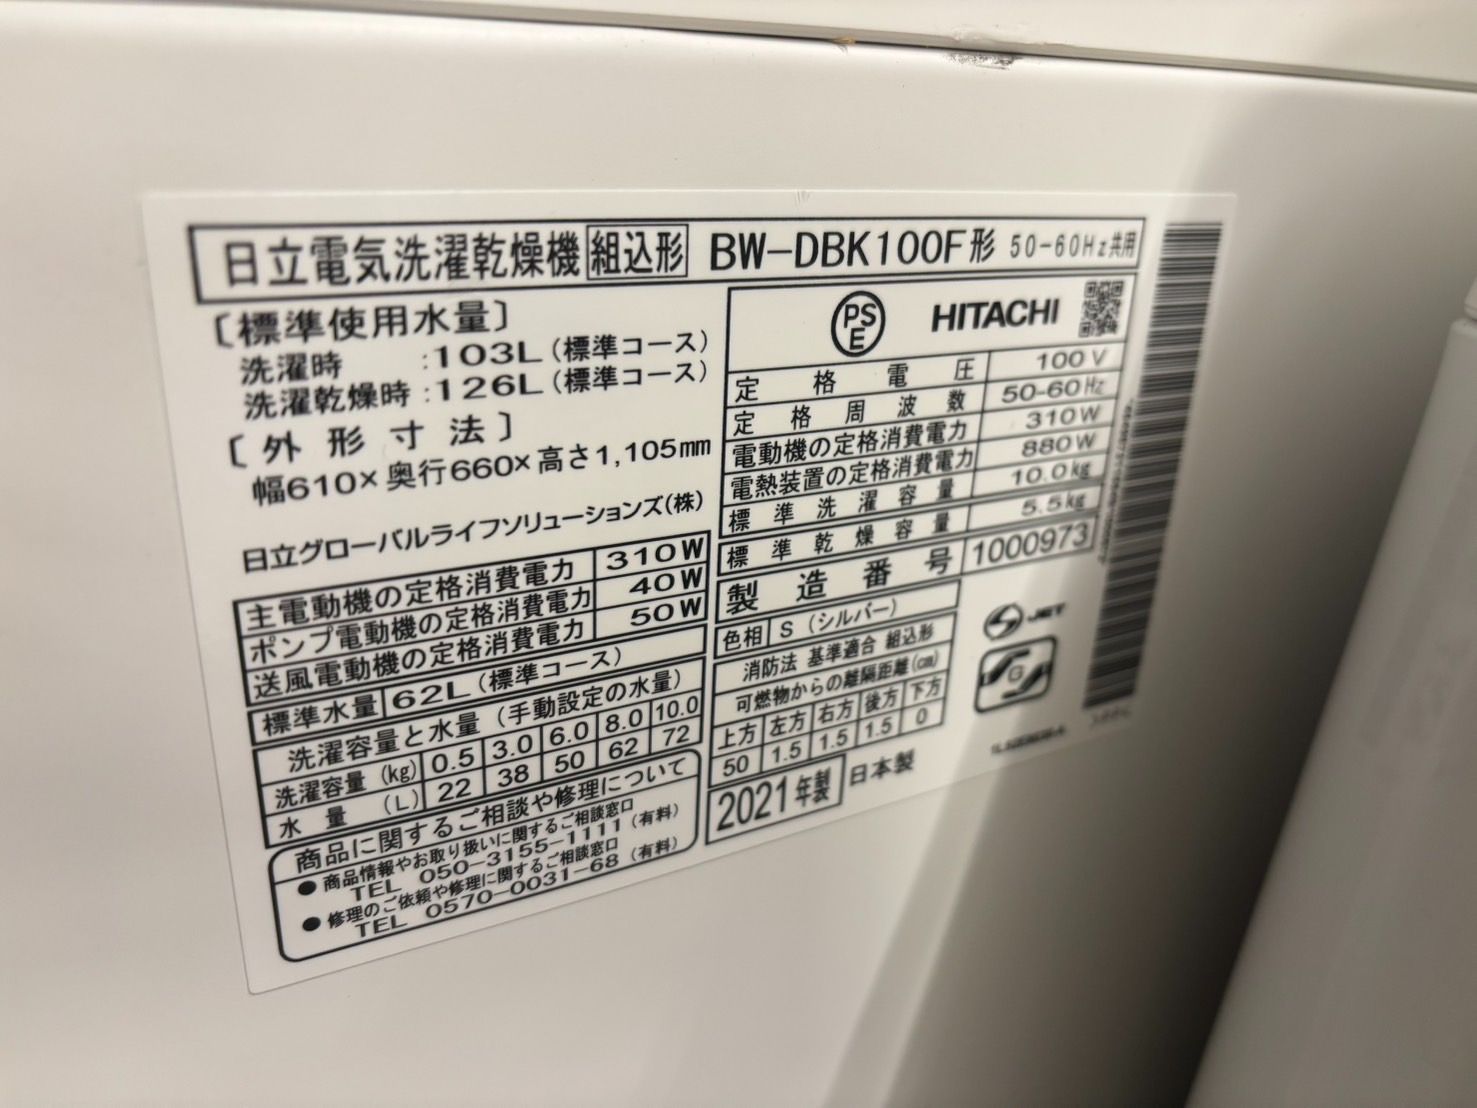 日立電気洗濯乾燥機 組込形 BW-DBK100F形 50-60Hz共用
〔標準使用水量〕
洗濯時 :103L(標準コース)
洗濯乾燥時:126L(標準コース)
〔外形寸法〕
幅610×奥行660×高さ1,105mm
日立グローバルライフソリューションズ(株)
主電動機の定格消費電力 310W
ポンプ電動機の定格消費電力 40W
送風電動機の定格消費電力 50W
標準水量 62L(標準コース)
洗濯容量と水量(手動設定の水量)
洗濯容量(kg) 0.5 3.0 6.0 8.0 10.0
水量(L) 22 38 50 62 72
商品に関するご相談や修理について
●商品情報やお取り扱いに関するご相談窓口
TEL 050-3155-1111(有料)
●修理のご依頼や修理に関するご相談窓口
TEL 0570-0031-68(有料)
PSE HITACHI
定格電圧 100V
定格周波数 50-60Hz
電動機の定格消費電力 310W
電熱装置の定格消費電力 880W
標準洗濯容量 10.0kg
標準乾燥容量 5.5kg
製造番号 1000973
色相 S(シルバー)
消防法 基準適合 組込形
可燃物からの離隔距離(cm)
上方 左方 右方 後方 下方
50 1.5 1.5 1.5 0
2021年製 日本製
S JET
G